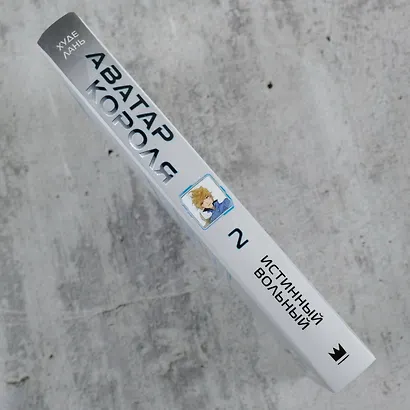 ХУДЕ
ЛАНЬ
АВАТАР
КОРОЛЯ
2
ИСТИННЫЙ
ВОЛЬНЫЙ